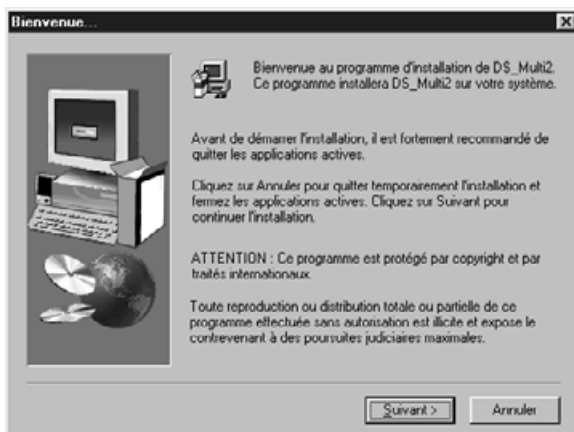 Bienvenue...
Bienvenue au programme d'installation de DS_Multi2.
Ce programme installera DS_Multi2 sur votre système.
Avant de démarrer l'installation, il est fortement recommandé de
quitter les applications actives.
Cliquez sur Annuler pour quitter temporairement l'installation et
fermez les applications actives. Cliquez sur Suivant pour
continuer l'installation.
ATTENTION : Ce programme est protégé par copyright et par
traités internationaux.
Toute reproduction ou distribution totale ou partielle de ce
programme effectuée sans autorisation est illicite et expose le
contrevenant à des poursuites judiciaires maximales.
Suivant >
Annuler